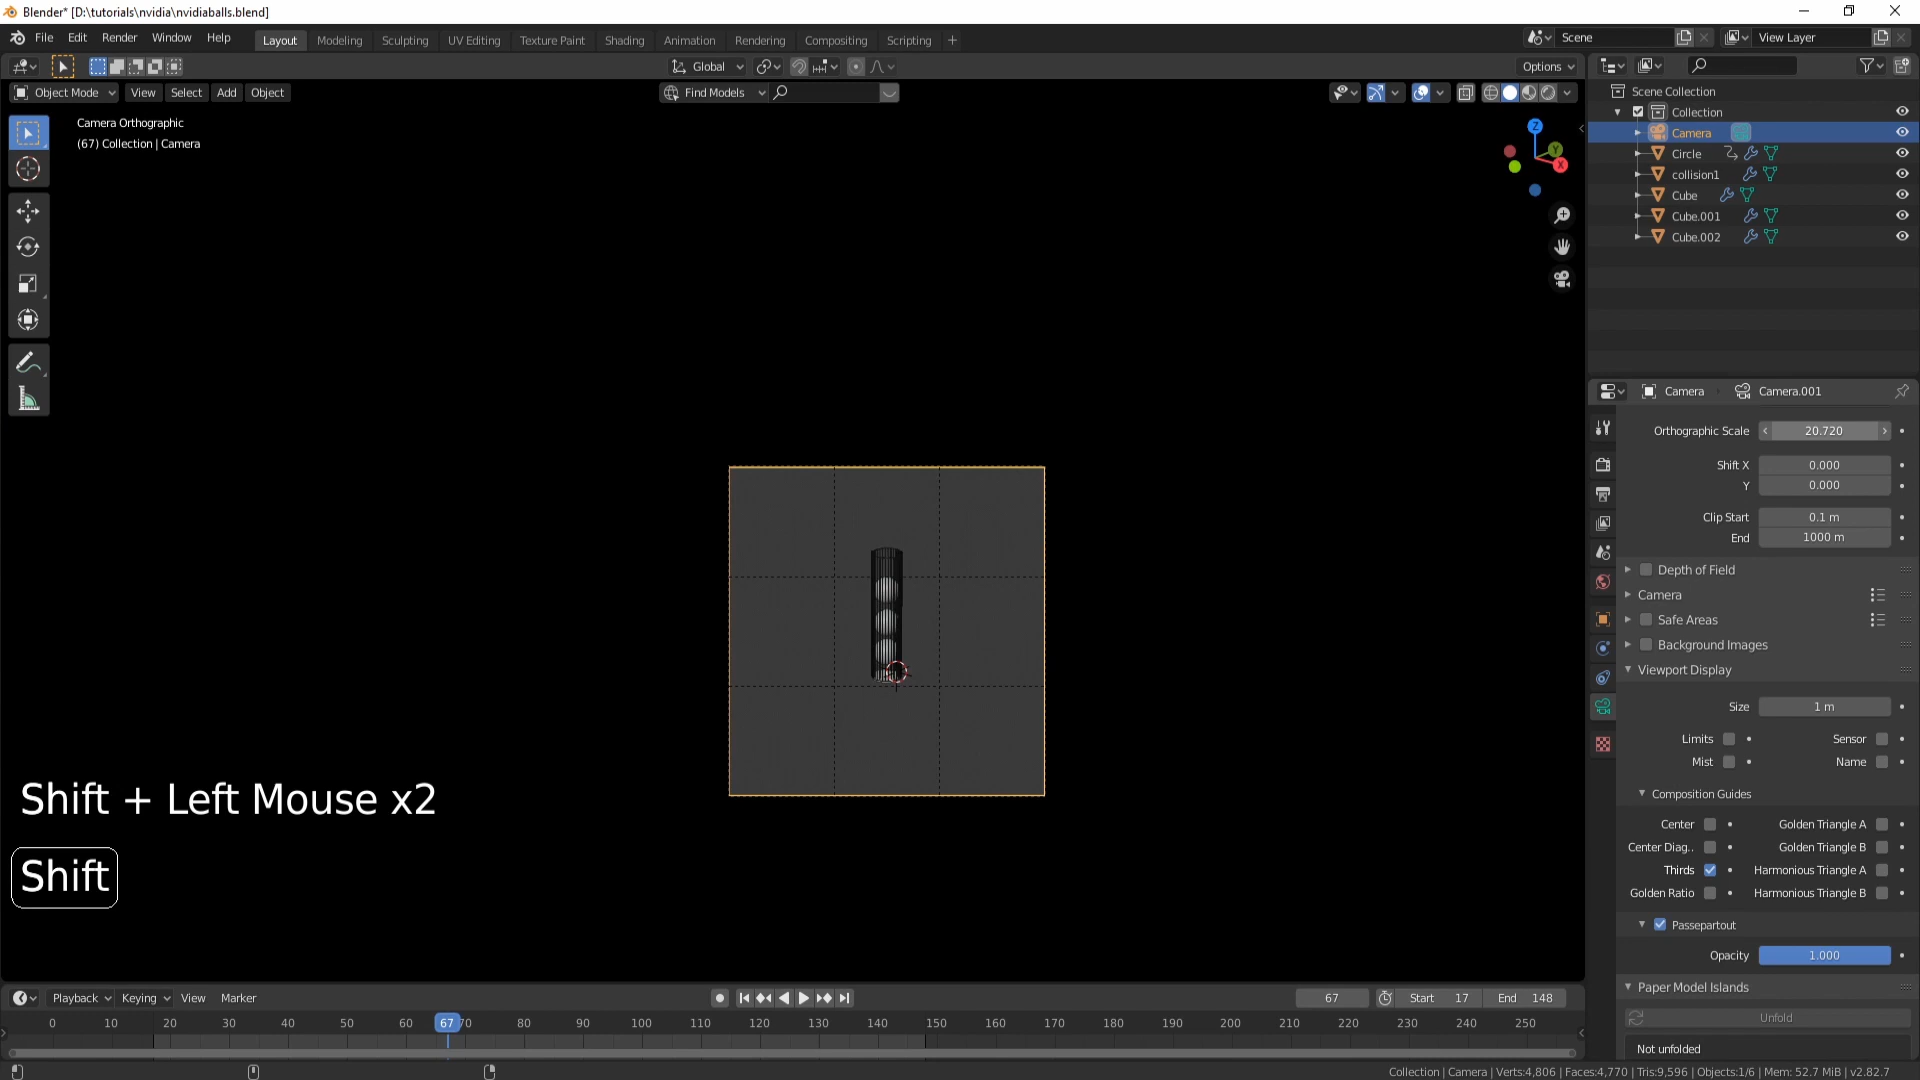 Blender* [D:\tutorials\nvidia\nvidiaballs.blend]
File Edit Render Window Help Layout Modeling Sculpting UV Editing Texture Paint Shading Animation Rendering Compositing Scripting + Scene View Layer
Global Options
Object Mode View Select Add Object Find Models
Camera Orthographic
(67) Collection | Camera
Z
Y
X
Scene Collection
Collection
Camera
Circle
collision1
Cube
Cube.001
Cube.002
Camera Camera.001
Orthographic Scale 20.720
Shift X 0.000
Y 0.000
Clip Start 0.1 m
End 1000 m
Depth of Field
Camera
Safe Areas
Background Images
Viewport Display
Size 1 m
Limits Sensor
Mist Name
Composition Guides
Center Golden Triangle A
Center Diag.. Golden Triangle B
Thirds Harmonious Triangle A
Golden Ratio Harmonious Triangle B
Passepartout
Opacity 1.000
Paper Model Islands
Unfold
Not unfolded
Shift + Left Mouse x2
Shift
Playback Keying View Marker 67 Start 17 End 148
0 10 20 30 40 50 60 67 70 80 90 100 110 120 130 140 150 160 170 180 190 200 210 220 230 240 250
Collection | Camera | Verts:4,806 | Faces:4,770 | Tris:9,596 | Objects:1/6 | Mem: 52.7 MiB | v2.82.7